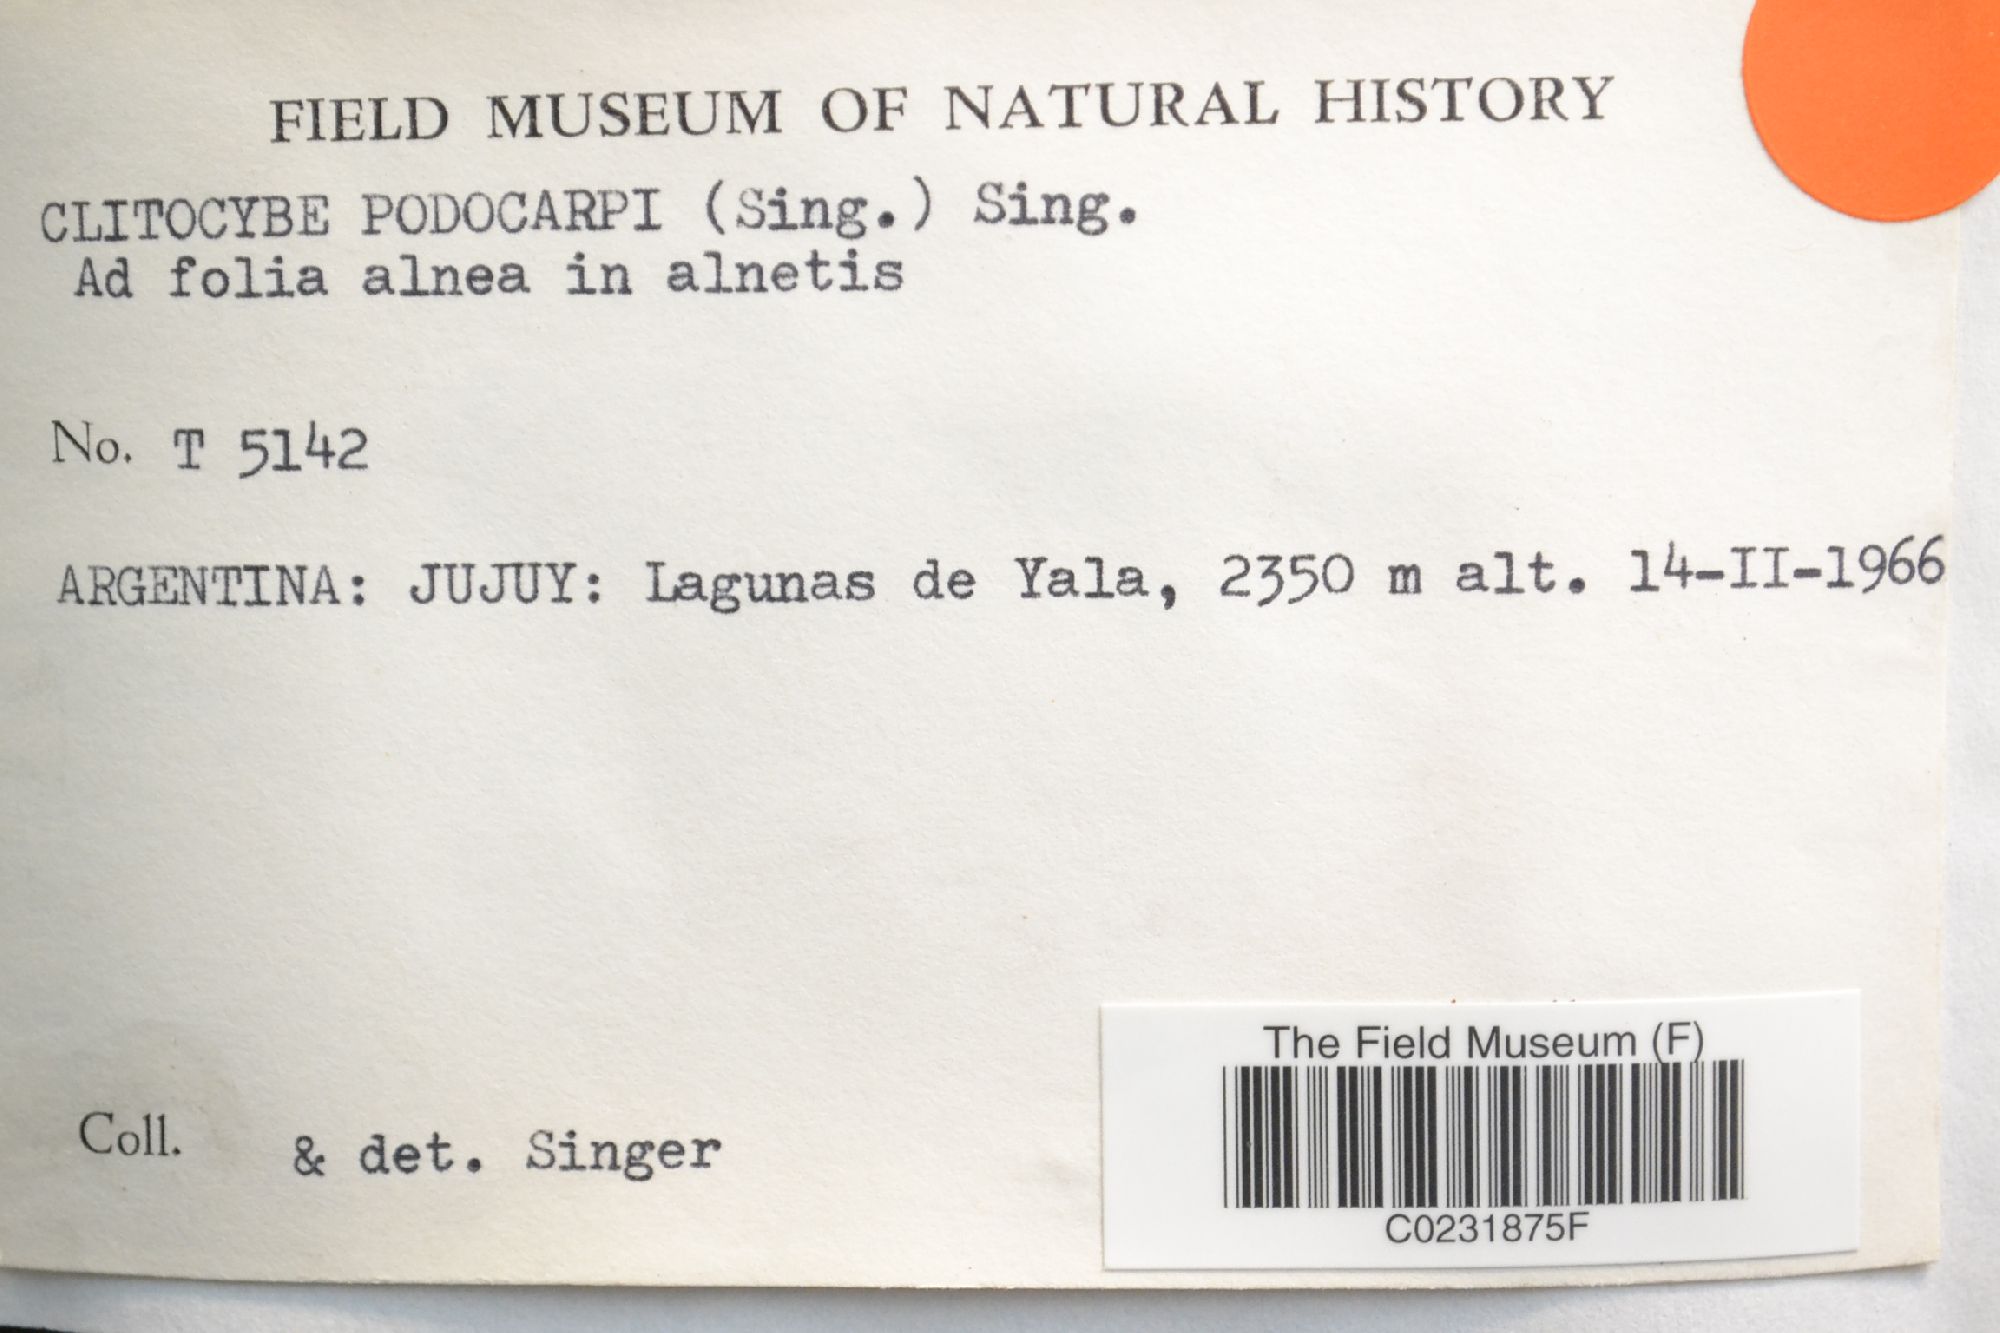 FIELD MUSEUM OF NATURAL HISTORY
CLITOCYBE PODOCARPI (Sing.) Sing.
Ad folia alnea in alnetis
No. T 5142
ARGENTINA: JUJUY: Lagunas de Yala, 2350 m alt. 14-II-1966
Coll. & det. Singer
The Field Museum (F)
C0231875F